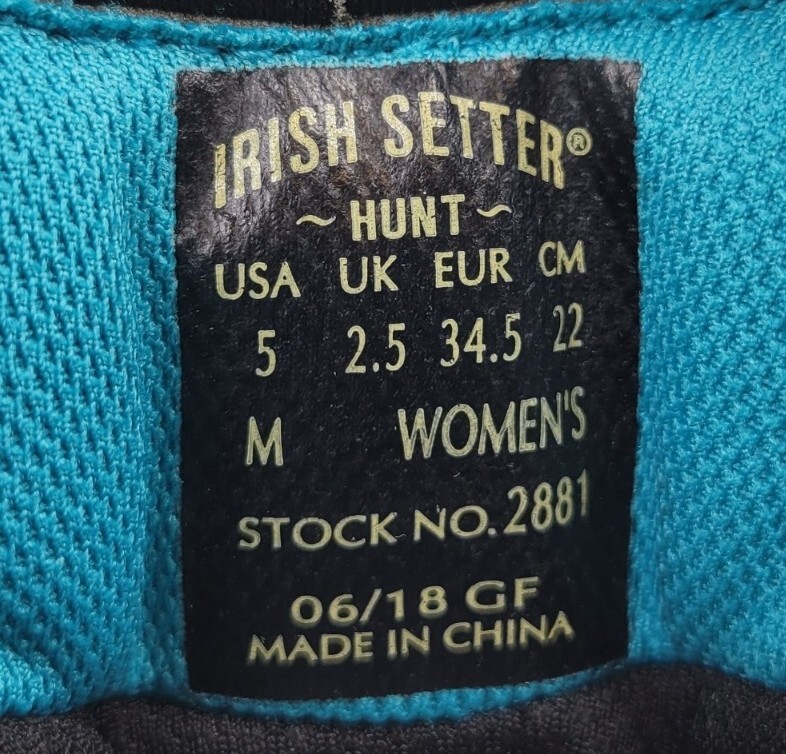 IRISH SETTER®
~ HUNT ~
USA UK EUR CM
5 2.5 34.5 22
M WOMEN'S
STOCK NO. 2881
06/18 GF
MADE IN CHINA